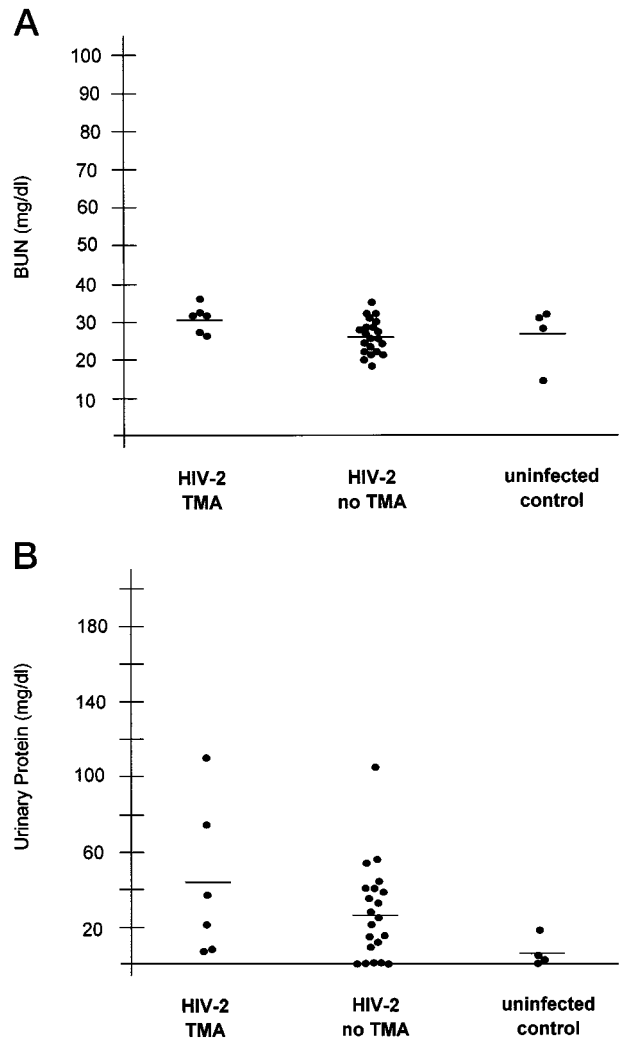 A
100
90
80
70
60
50
40
30
20
10
BUN (mg/dl)
HIV-2 HIV-2 uninfected
TMA no TMA control
B
180
140
100
60
20
Urinary Protein (mg/dl)
HIV-2 HIV-2 uninfected
TMA no TMA control